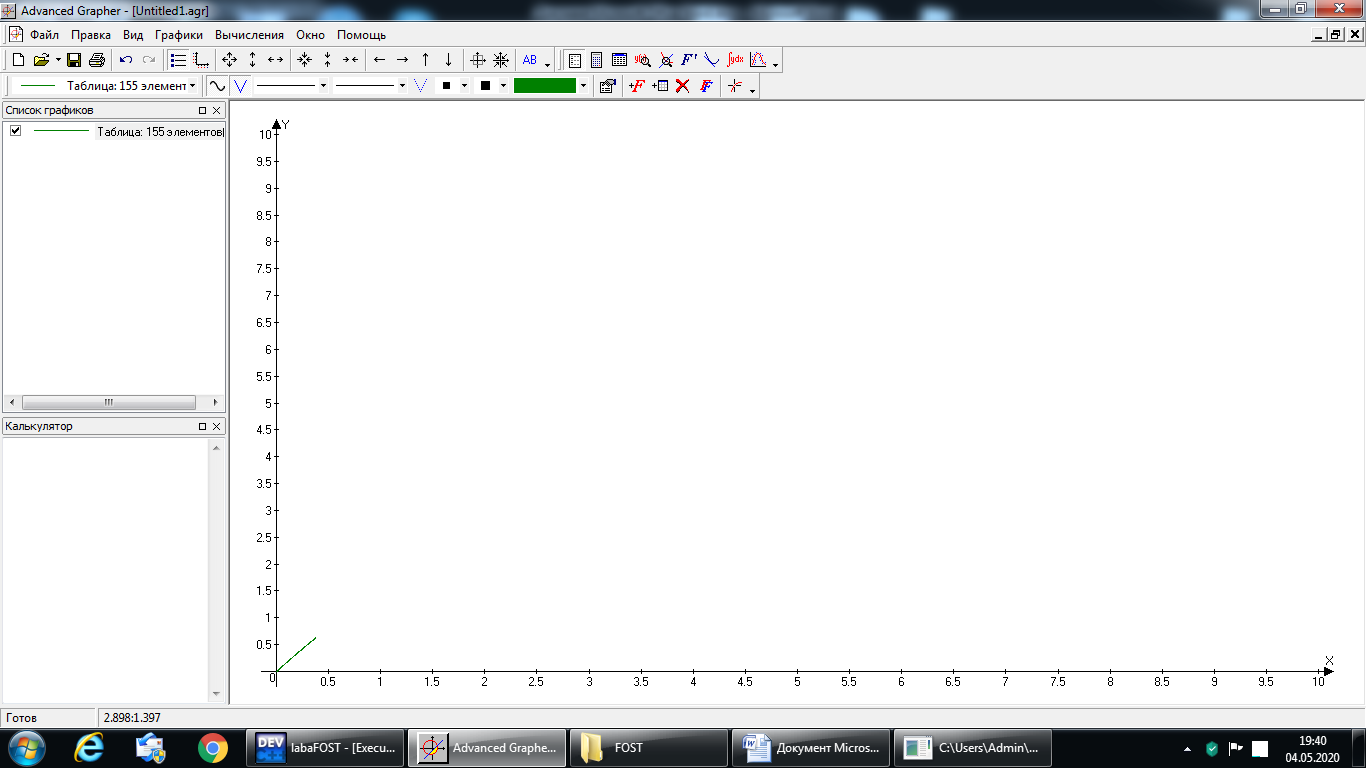 Advanced Grapher - [Untitled1.agr]
Файл Правка Вид Графики Вычисления Окно Помощь
AB y(x) F' ∫ydx
Таблица: 155 элемент +F F
Список графиков
Таблица: 155 элементов
Калькулятор
Y
10
9.5
9
8.5
8
7.5
7
6.5
6
5.5
5
4.5
4
3.5
3
2.5
2
1.5
1
0.5
X
0 0.5 1 1.5 2 2.5 3 3.5 4 4.5 5 5.5 6 6.5 7 7.5 8 8.5 9 9.5 10
Готов 2.898:1.397
DEV labaFOST - [Execu... Advanced Graphe... FOST Документ Micros... C:\Users\Admin\... 19:40
04.05.2020